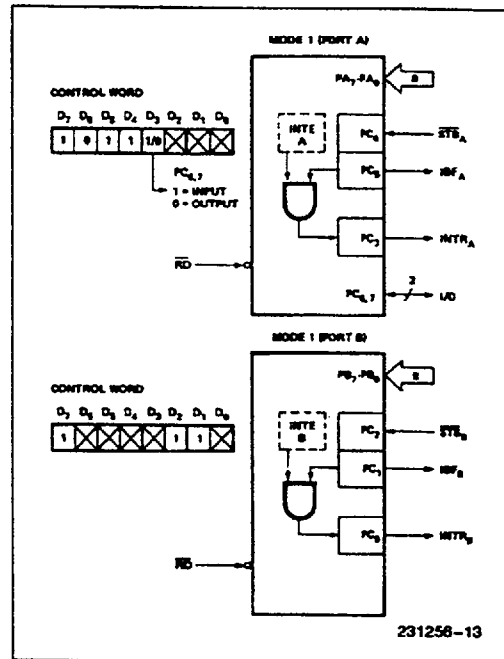 MODE 1 (PORT A)
PA7-PA0
8
CONTROL WORD
D7 D6 D5 D4 D3 D2 D1 D0
1 0 1 1 1/0
PC6,7
1 = INPUT
0 = OUTPUT
INTE
A
PC4
STBA
PC5
IBFA
PC3
INTRA
RD
PC6,7
2
I/O
MODE 1 (PORT B)
PB7-PB0
8
CONTROL WORD
D7 D6 D5 D4 D3 D2 D1 D0
1 1 1
INTE
B
PC2
STBB
PC1
IBFB
PC0
INTRB
RD
231256-13